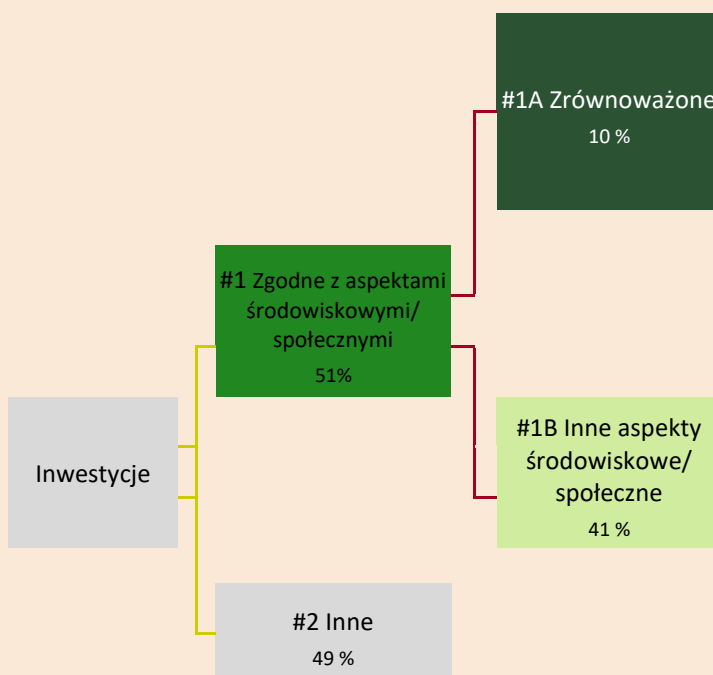 #1A Zrównoważone
10 %
#1 Zgodne z aspektami
środowiskowymi/
społecznymi
51%
Inwestycje
#1B Inne aspekty
środowiskowe/
społeczne
41 %
#2 Inne
49 %